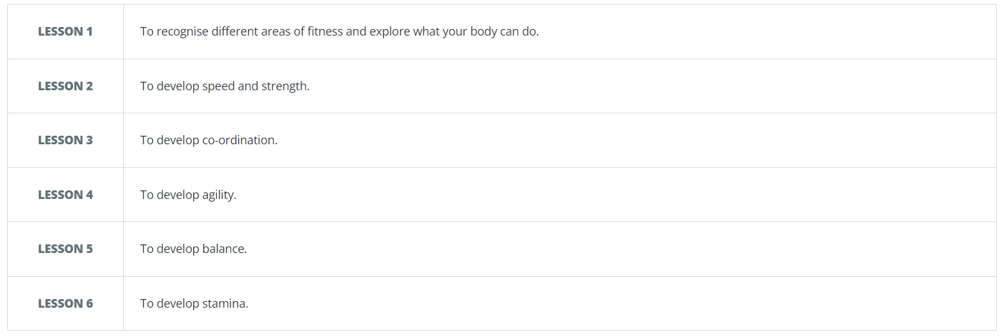 LESSON 1 To recognise different areas of fitness and explore what your body can do.
LESSON 2 To develop speed and strength.
LESSON 3 To develop co-ordination.
LESSON 4 To develop agility.
LESSON 5 To develop balance.
LESSON 6 To develop stamina.